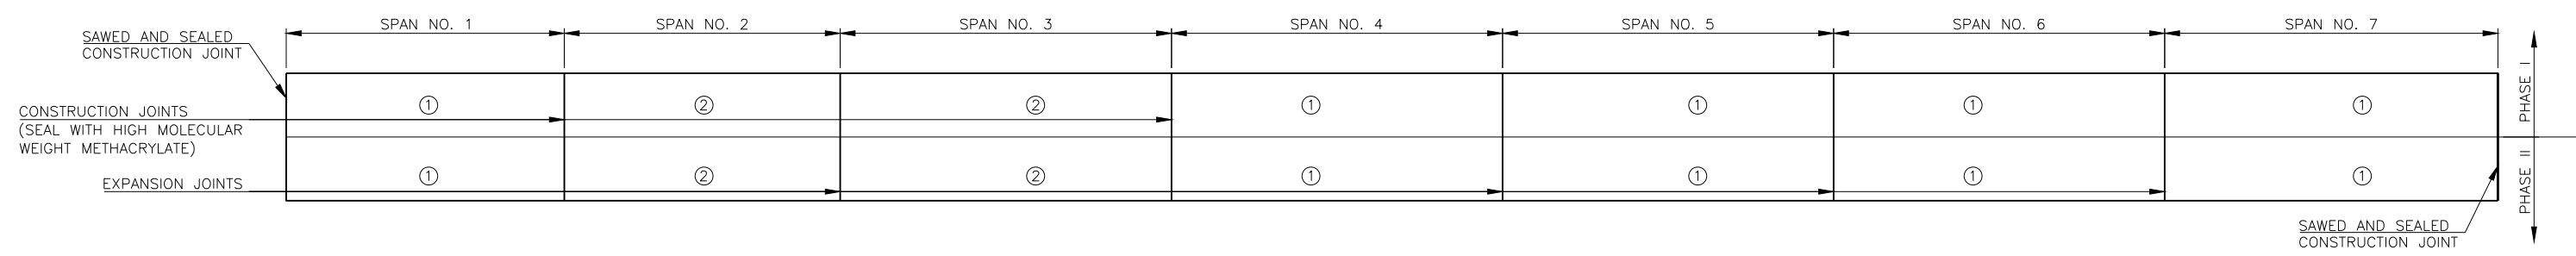 SPAN NO. 1
SPAN NO. 2
SPAN NO. 3
SPAN NO. 4
SPAN NO. 5
SPAN NO. 6
SPAN NO. 7
SAWED AND SEALED
CONSTRUCTION JOINT
CONSTRUCTION JOINTS
(SEAL WITH HIGH MOLECULAR
WEIGHT METHACRYLATE)
EXPANSION JOINTS
1
2
2
1
1
1
1
1
2
2
1
1
1
1
PHASE I
PHASE II
SAWED AND SEALED
CONSTRUCTION JOINT